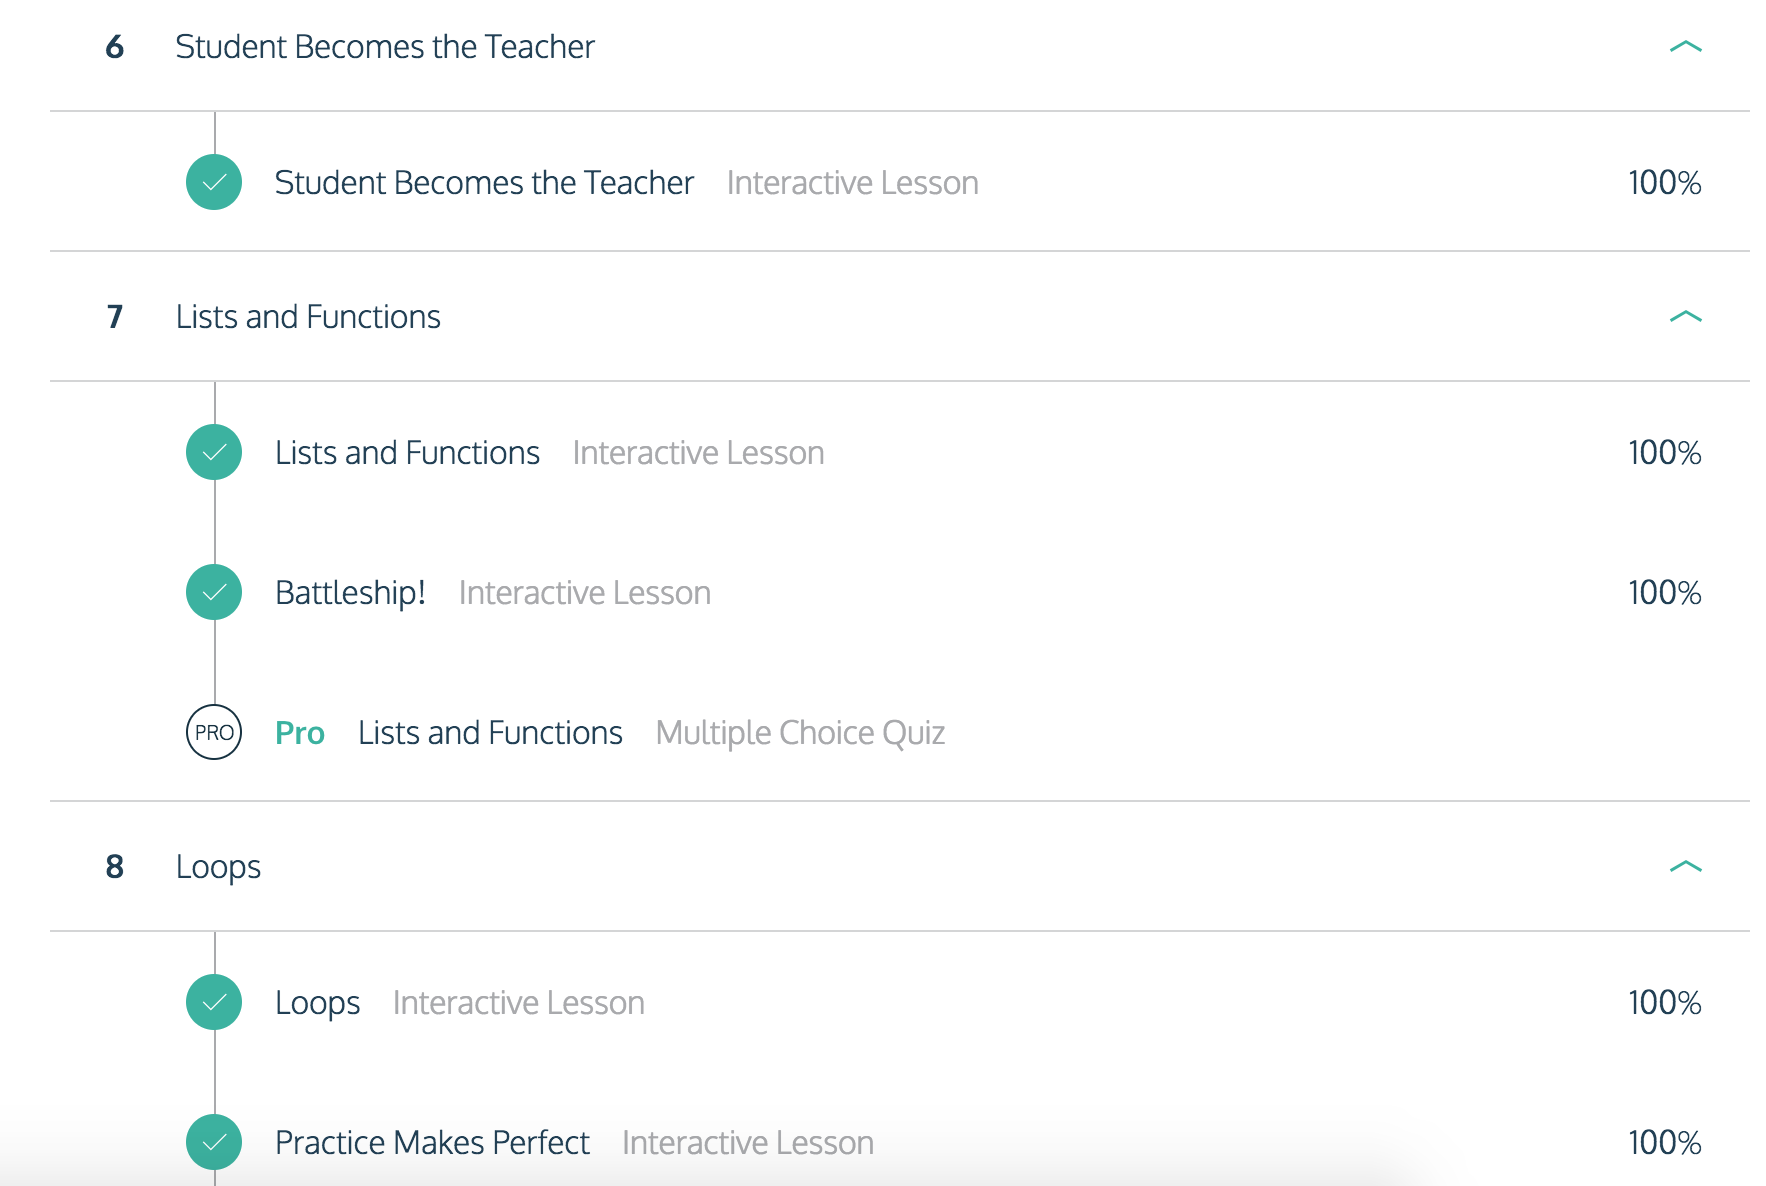 6 Student Becomes the Teacher
Student Becomes the Teacher Interactive Lesson 100%
7 Lists and Functions
Lists and Functions Interactive Lesson 100%
Battleship! Interactive Lesson 100%
PRO Pro Lists and Functions Multiple Choice Quiz
8 Loops
Loops Interactive Lesson 100%
Practice Makes Perfect Interactive Lesson 100%